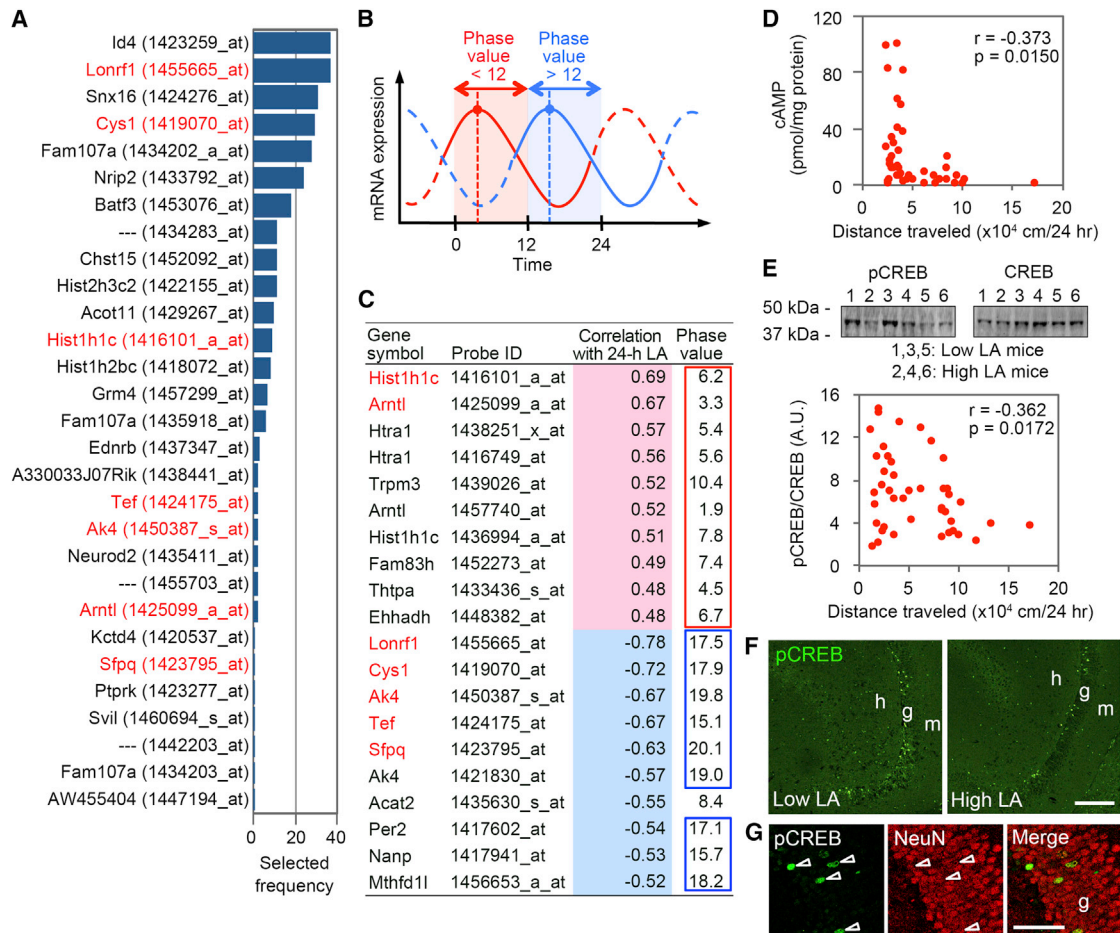 A
Id4 (1423259_at)
Lonrf1 (1455665_at)
Snx16 (1424276_at)
Cys1 (1419070_at)
Fam107a (1434202_a_at)
Nrip2 (1433792_at)
Batf3 (1453076_at)
--- (1434283_at)
Chst15 (1452092_at)
Hist2h3c2 (1422155_at)
Acot11 (1429267_at)
Hist1h1c (1416101_a_at)
Hist1h2bc (1418072_at)
Grm4 (1457299_at)
Fam107a (1435918_at)
Ednrb (1437347_at)
A330033J07Rik (1438441_at)
Tef (1424175_at)
Ak4 (1450387_s_at)
Neurod2 (1435411_at)
--- (1455703_at)
Arntl (1425099_a_at)
Kctd4 (1420537_at)
Sfpq (1423795_at)
Ptprk (1423277_at)
Svil (1460694_s_at)
--- (1442203_at)
Fam107a (1434203_at)
AW455404 (1447194_at)
0 20 40
Selected
frequency
B
Phase Phase
value value
< 12 > 12
mRNA expression
0 12 24
Time
C
Gene Correlation Phase
symbol Probe ID with 24-h LA value
Hist1h1c 1416101_a_at 0.69 6.2
Arntl 1425099_a_at 0.67 3.3
Htra1 1438251_x_at 0.57 5.4
Htra1 1416749_at 0.56 5.6
Trpm3 1439026_at 0.52 10.4
Arntl 1457740_at 0.52 1.9
Hist1h1c 1436994_a_at 0.51 7.8
Fam83h 1452273_at 0.49 7.4
Thtpa 1433436_s_at 0.48 4.5
Ehhadh 1448382_at 0.48 6.7
Lonrf1 1455665_at -0.78 17.5
Cys1 1419070_at -0.72 17.9
Ak4 1450387_s_at -0.67 19.8
Tef 1424175_at -0.67 15.1
Sfpq 1423795_at -0.63 20.1
Ak4 1421830_at -0.57 19.0
Acat2 1435630_s_at -0.55 8.4
Per2 1417602_at -0.54 17.1
Nanp 1417941_at -0.53 15.7
Mthfd1l 1456653_a_at -0.52 18.2
D
120
80
40
0
cAMP
(pmol/mg protein)
r = -0.373
p = 0.0150
0 5 10 15 20
Distance traveled (x10⁴ cm/24 hr)
E
pCREB CREB
1 2 3 4 5 6 1 2 3 4 5 6
50 kDa -
37 kDa -
1,3,5: Low LA mice
2,4,6: High LA mice
16
12
8
4
0
pCREB/CREB (A.U.)
r = -0.362
p = 0.0172
0 5 10 15 20
Distance traveled (x10⁴ cm/24 hr)
F
pCREB
h g m
Low LA
h g m
High LA
G
pCREB NeuN Merge
g